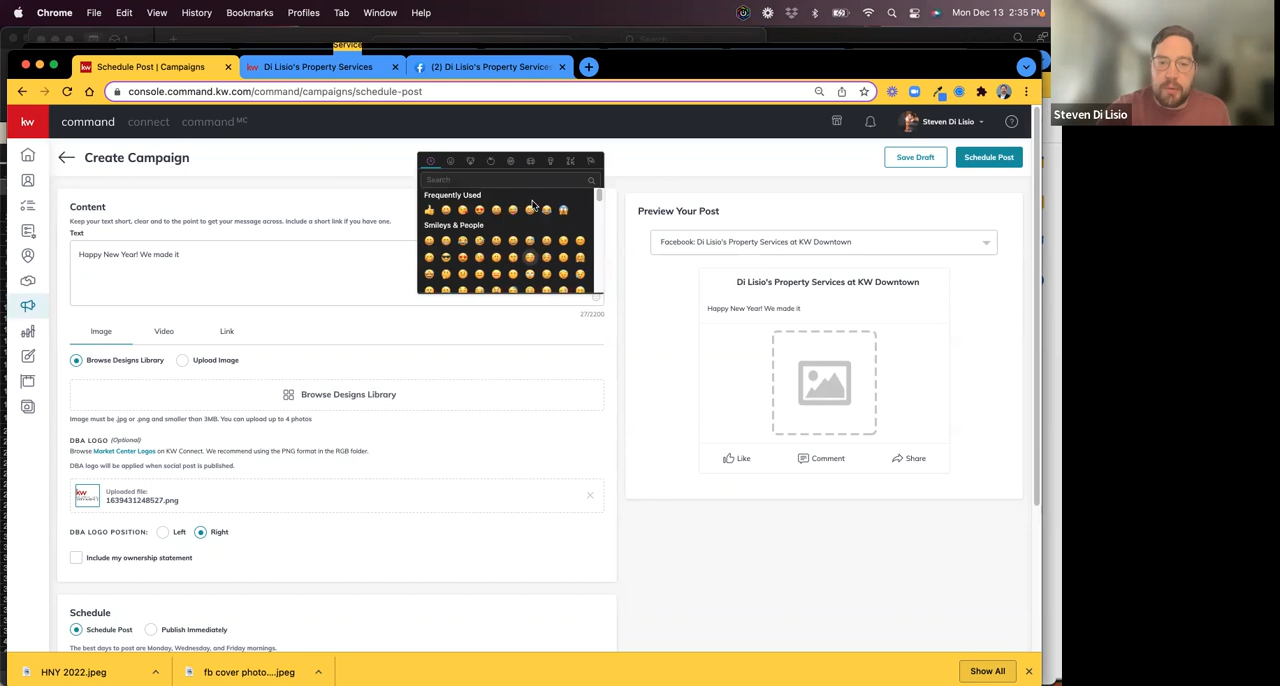 Chrome File Edit View History Bookmarks Profiles Tab Window Help Mon Dec 13 2:35 PM
Search
Service
Schedule Post | Campaigns Di Lisio's Property Services (2) Di Lisio's Property Services
console.command.kw.com/command/campaigns/schedule-post
kw command connect command MC Steven Di Lisio
Steven Di Lisio
Create Campaign
Save Draft Schedule Post
Content
Keep your text short, clear and to the point to get your message across. Include a short link if you have one.
Text
Happy New Year! We made it
27/2200
Search
Frequently Used
Smileys & People
Image Video Link
Browse Designs Library Upload Image
Browse Designs Library
Image must be .jpg or .png and smaller than 3MB. You can upload up to 4 photos
DBA LOGO (Optional)
Browse Market Center Logos on KW Connect. We recommend using the PNG format in the RGB folder.
DBA logo will be applied when social post is published.
kw
Uploaded file:
1639431248527.png
DBA LOGO POSITION: Left Right
Include my ownership statement
Preview Your Post
Facebook: Di Lisio's Property Services at KW Downtown
Di Lisio's Property Services at KW Downtown
Happy New Year! We made it
Like Comment Share
Schedule
Schedule Post Publish Immediately
The best days to post are Monday, Wednesday, and Friday mornings.
HNY 2022.jpeg fb cover photo....jpeg Show All